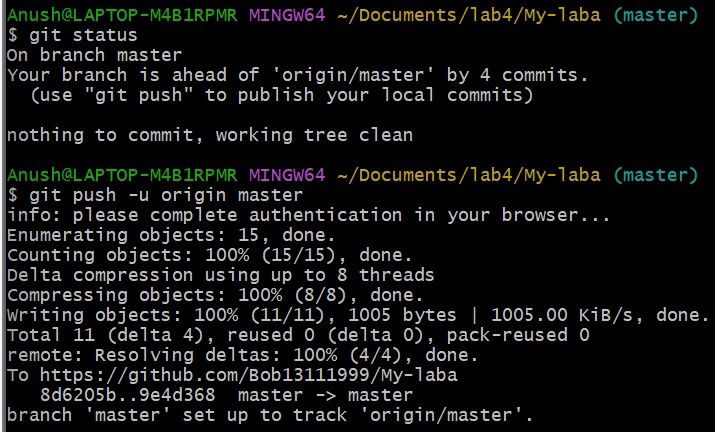 Anush@LAPTOP-M4B1RPMR MINGW64 ~/Documents/lab4/My-laba (master)
$ git status
On branch master
Your branch is ahead of 'origin/master' by 4 commits.
  (use "git push" to publish your local commits)

nothing to commit, working tree clean

Anush@LAPTOP-M4B1RPMR MINGW64 ~/Documents/lab4/My-laba (master)
$ git push -u origin master
info: please complete authentication in your browser...
Enumerating objects: 15, done.
Counting objects: 100% (15/15), done.
Delta compression using up to 8 threads
Compressing objects: 100% (8/8), done.
Writing objects: 100% (11/11), 1005 bytes | 1005.00 KiB/s, done.
Total 11 (delta 4), reused 0 (delta 0), pack-reused 0
remote: Resolving deltas: 100% (4/4), done.
To https://github.com/Bob13111999/My-laba
   8d6205b..9e4d368  master -> master
branch 'master' set up to track 'origin/master'.